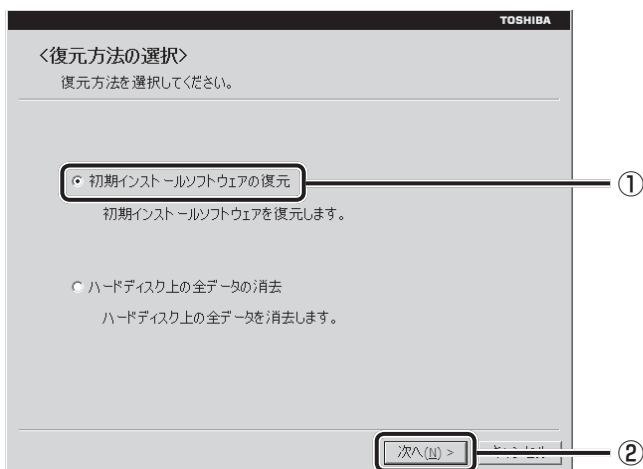 TOSHIBA
<復元方法の選択>
復元方法を選択してください。
初期インストールソフトウェアの復元
①
初期インストールソフトウェアを復元します。
ハードディスク上の全データの消去
ハードディスク上の全データを消去します。
次へ(N) >
②